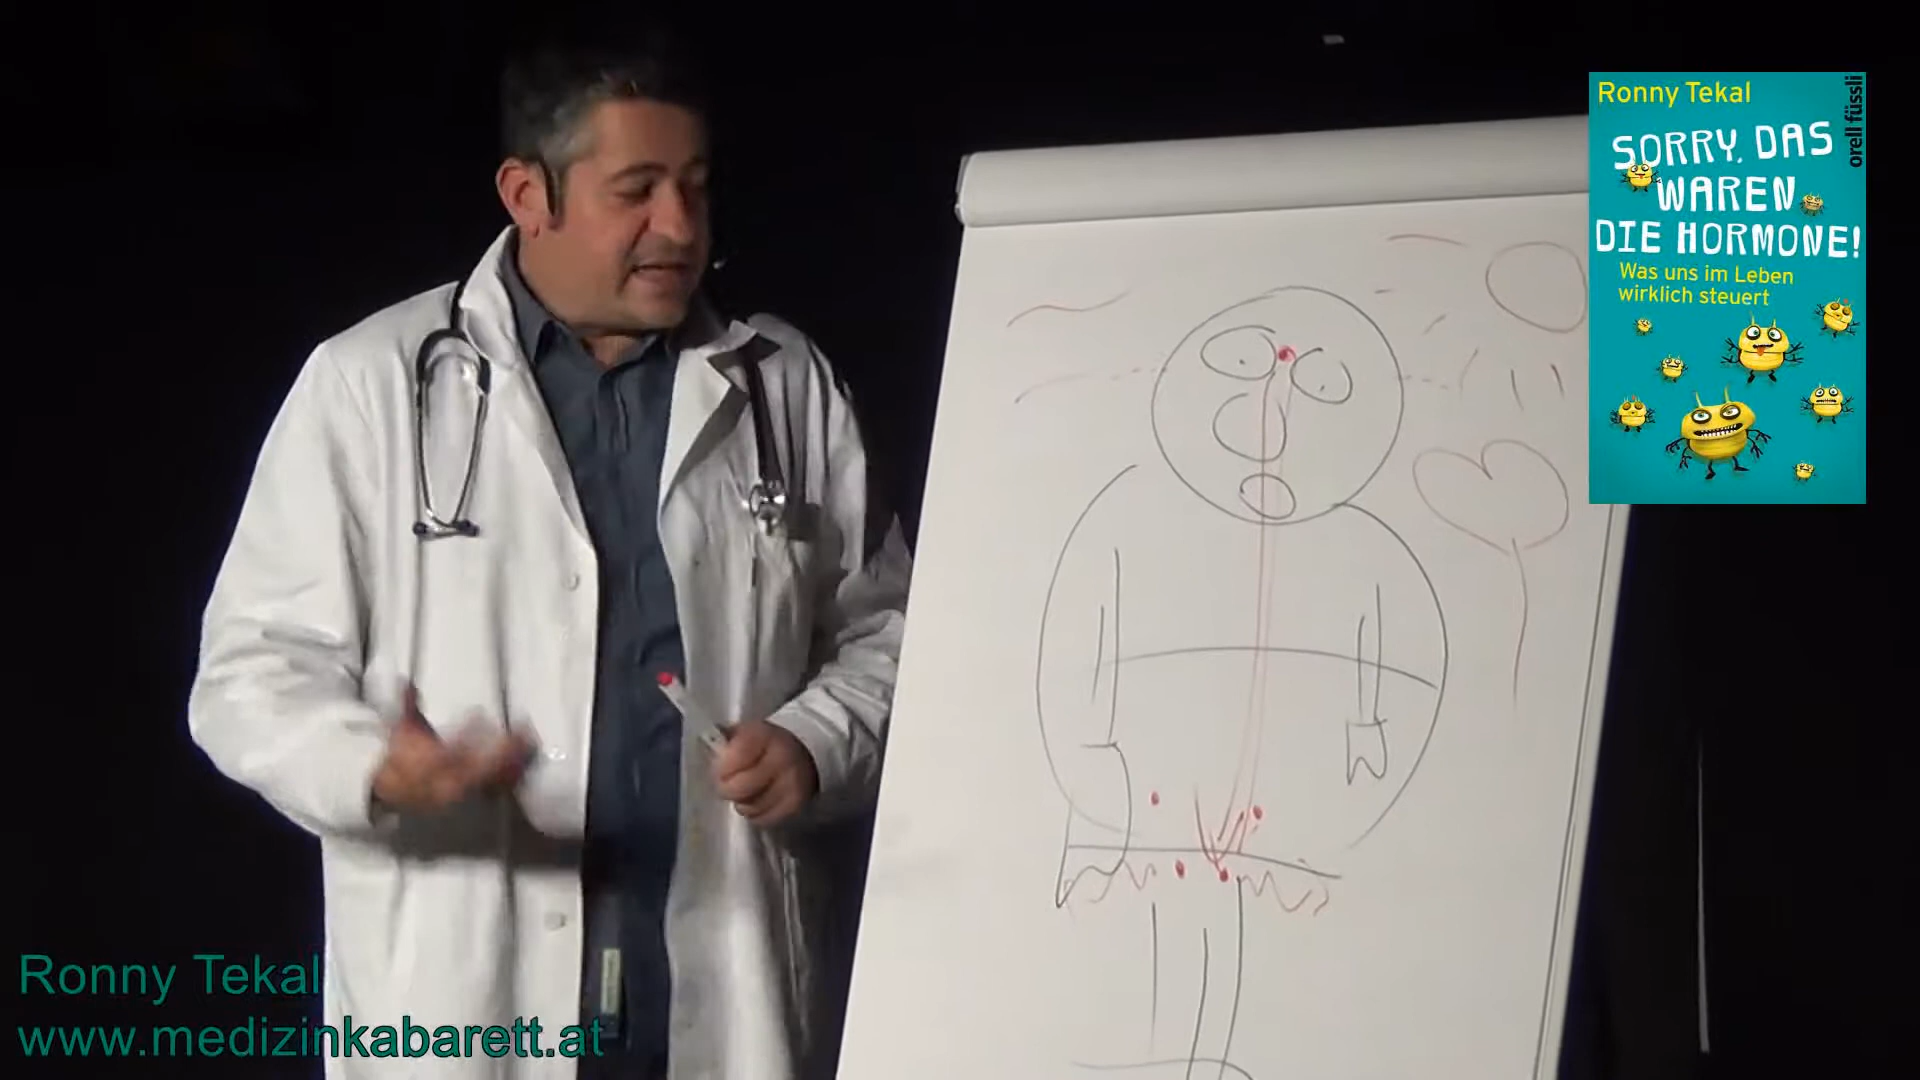 Ronny Tekal
orell füssli
SORRY, DAS
WAREN
DIE HORMONE!
Was uns im Leben
wirklich steuert
Ronny Tekal
www.medizinkabarett.at